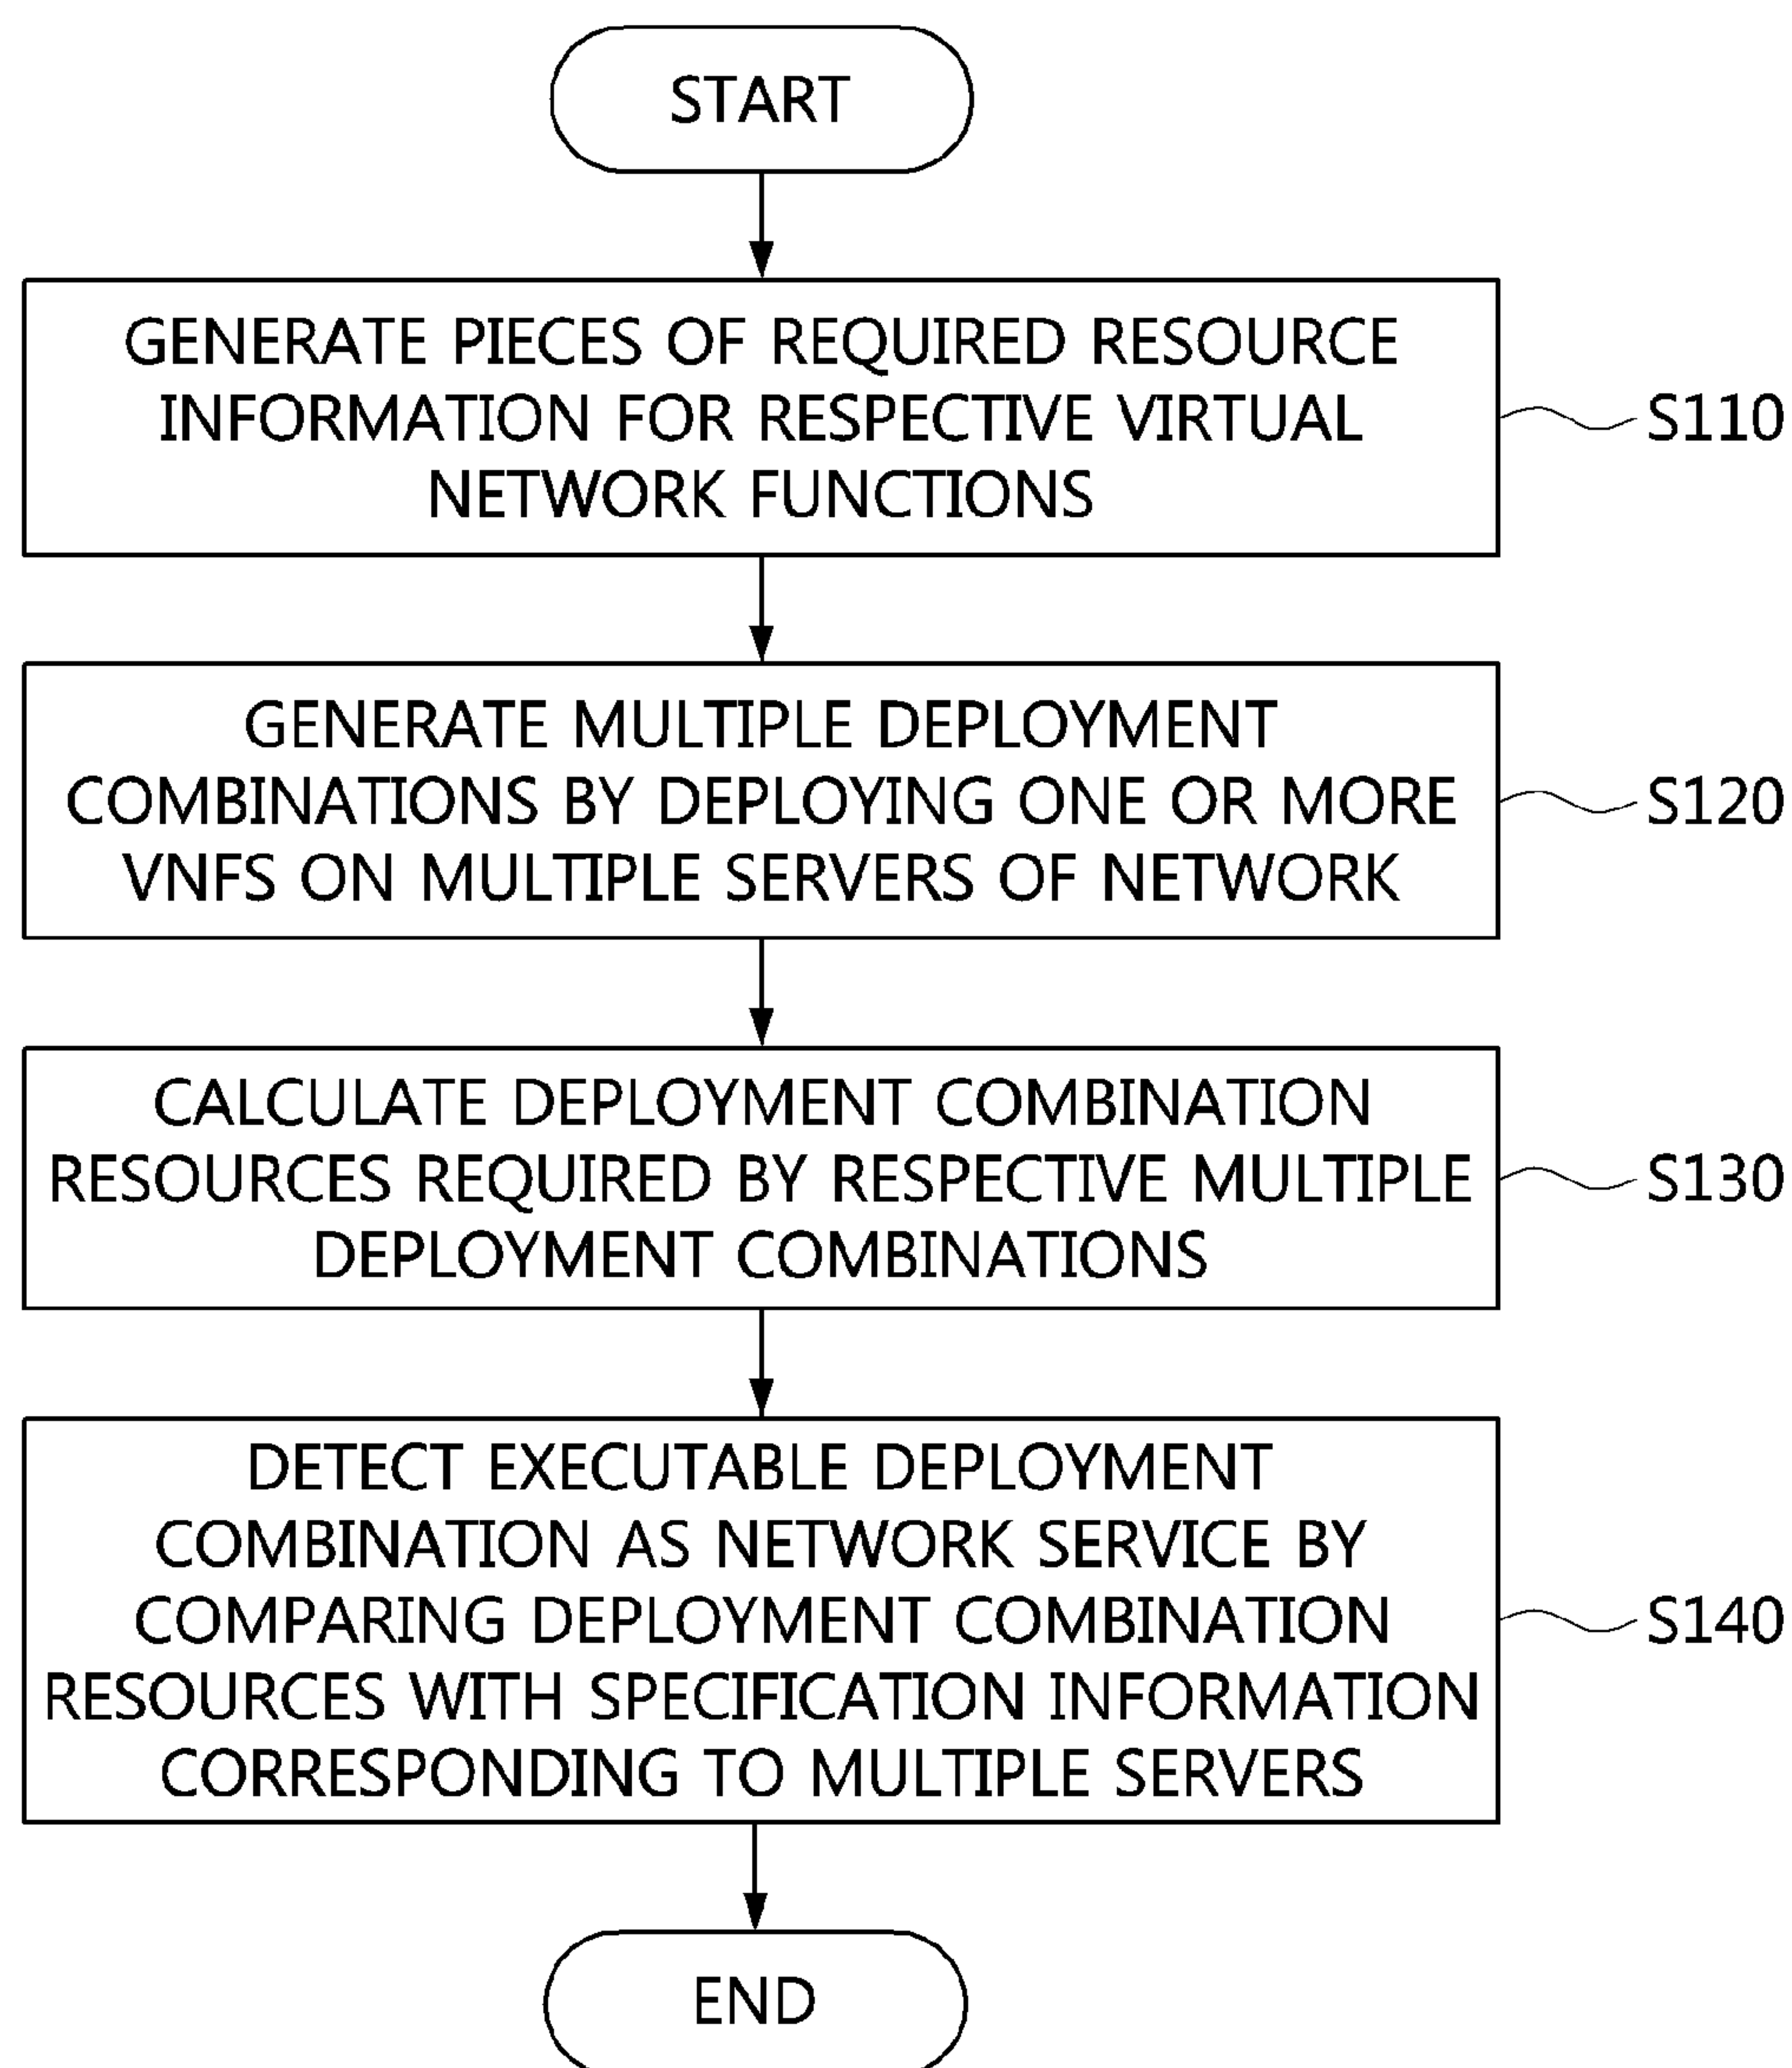 START
GENERATE PIECES OF REQUIRED RESOURCE
INFORMATION FOR RESPECTIVE VIRTUAL
NETWORK FUNCTIONS
S110
GENERATE MULTIPLE DEPLOYMENT
COMBINATIONS BY DEPLOYING ONE OR MORE
VNFS ON MULTIPLE SERVERS OF NETWORK
S120
CALCULATE DEPLOYMENT COMBINATION
RESOURCES REQUIRED BY RESPECTIVE MULTIPLE
DEPLOYMENT COMBINATIONS
S130
DETECT EXECUTABLE DEPLOYMENT
COMBINATION AS NETWORK SERVICE BY
COMPARING DEPLOYMENT COMBINATION
RESOURCES WITH SPECIFICATION INFORMATION
CORRESPONDING TO MULTIPLE SERVERS
S140
END